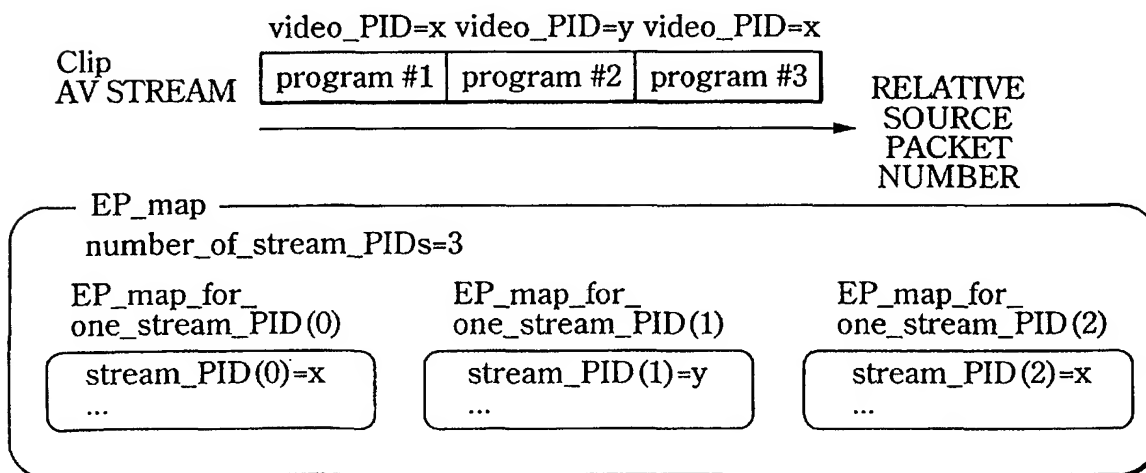 video_PID=x video_PID=y video_PID=x
Clip
AV STREAM
program #1 program #2 program #3
RELATIVE
SOURCE
PACKET
NUMBER
EP_map
number_of_stream_PIDs=3
EP_map_for_
one_stream_PID(0)
EP_map_for_
one_stream_PID(1)
EP_map_for_
one_stream_PID(2)
stream_PID(0)=x
...
stream_PID(1)=y
...
stream_PID(2)=x
...